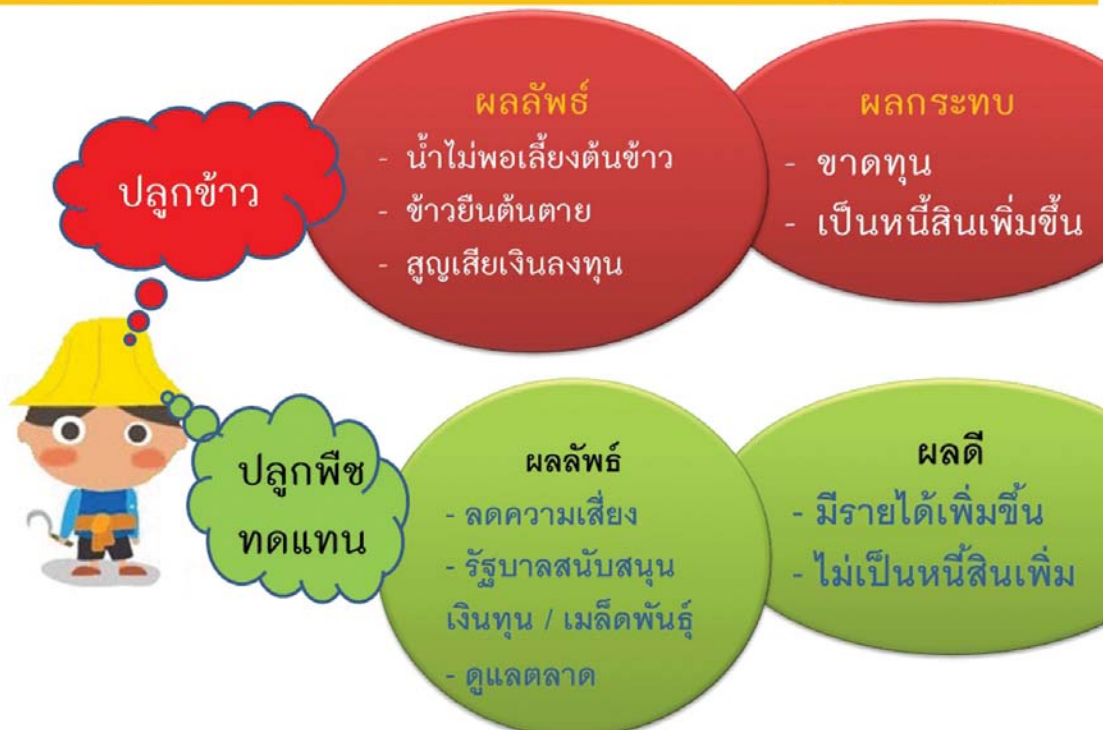 ปลูกข้าว
ผลลัพธ์
- น้ำไม่พอเลี้ยงต้นข้าว
- ข้าวยืนต้นตาย
- สูญเสียเงินลงทุน
ผลกระทบ
- ขาดทุน
- เป็นหนี้สินเพิ่มขึ้น
ปลูกพืช
ทดแทน
ผลลัพธ์
- ลดความเสี่ยง
- รัฐบาลสนับสนุน
เงินทุน / เมล็ดพันธุ์
- ดูแลตลาด
ผลดี
- มีรายได้เพิ่มขึ้น
- ไม่เป็นหนี้สินเพิ่ม